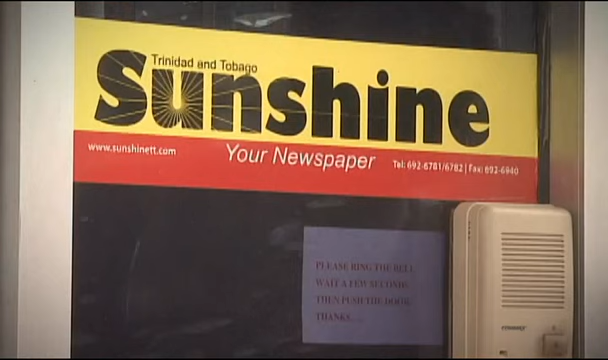 Trinidad and Tobago
Sunshine
www.sunshinett.com
Your Newspaper
Tel: 692-6781/6782 | Fax: 692-6940
PLEASE RING THE BELL
WAIT A FEW SECONDS
THEN PUSH THE DOOR
THANKS....